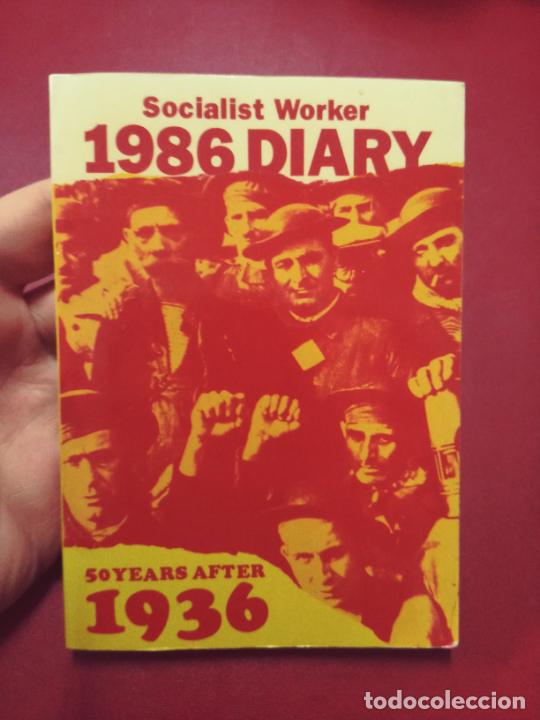 Socialist Worker
1986 DIARY
50 YEARS AFTER
1936
todocoleccion